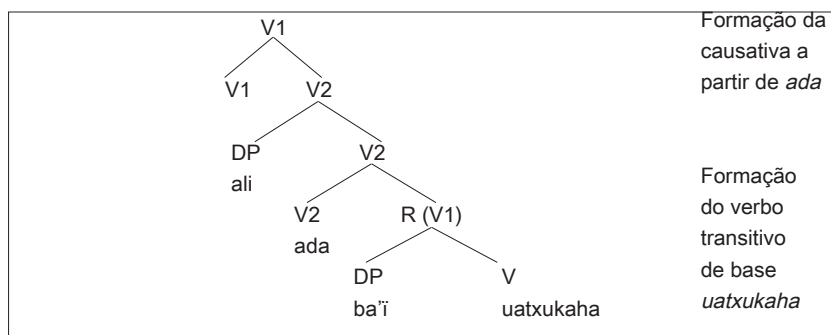 V1
Formação da
causativa a
partir de ada
V1 V2
DP V2
ali
V2 R (V1)
ada
DP V
ba’ï uatxukaha
Formação
do verbo
transitivo
de base
uatxukaha